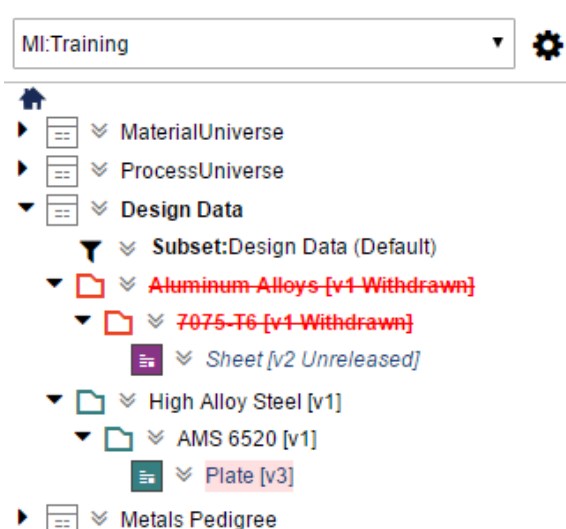 MI:Training
MaterialUniverse
ProcessUniverse
Design Data
Subset:Design Data (Default)
Aluminum Alloys [v1 Withdrawn]
7075-T6 [v1 Withdrawn]
Sheet [v2 Unreleased]
High Alloy Steel [v1]
AMS 6520 [v1]
Plate [v3]
Metals Pedigree